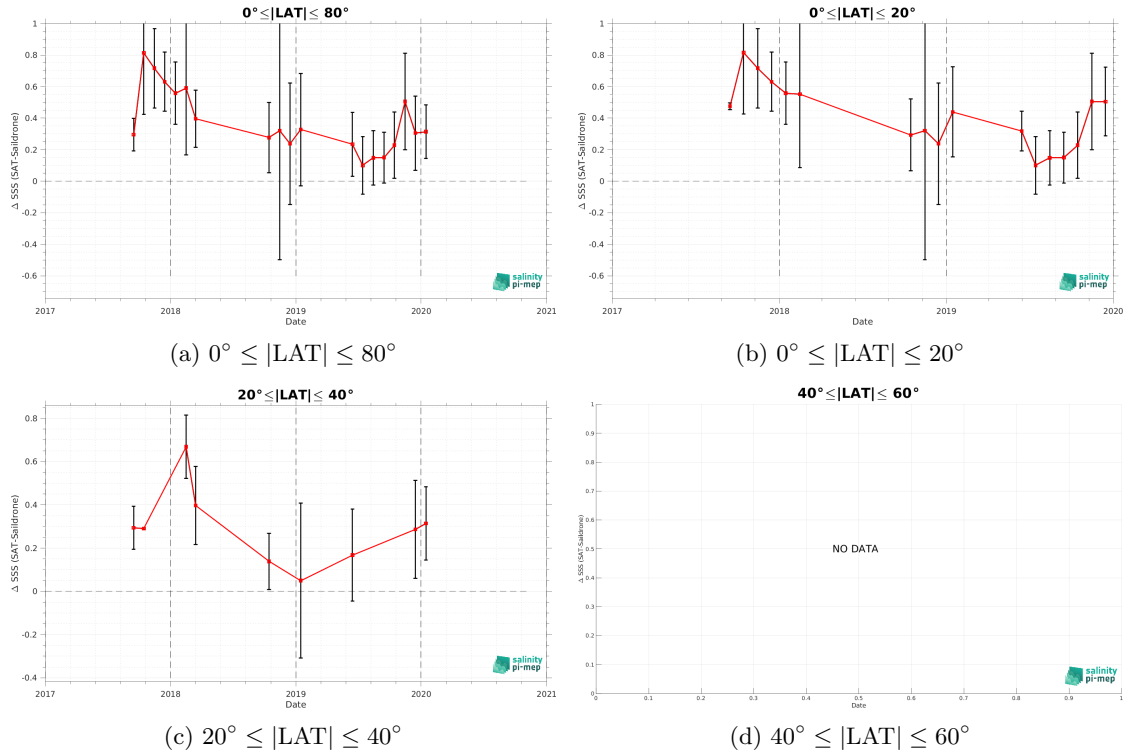 0°≤|LAT|≤ 80°
Δ SSS (SAT-Saildrone)
1
0.8
0.6
0.4
0.2
0
-0.2
-0.4
-0.6
2017 2018 2019 2020 2021
Date
salinity
pi-mep
(a) 0° ≤ |LAT| ≤ 80°
0°≤|LAT|≤ 20°
Δ SSS (SAT-Saildrone)
1
0.8
0.6
0.4
0.2
0
-0.2
-0.4
-0.6
2017 2018 2019 2020
Date
salinity
pi-mep
(b) 0° ≤ |LAT| ≤ 20°
20°≤|LAT|≤ 40°
Δ SSS (SAT-Saildrone)
0.8
0.6
0.4
0.2
0
-0.2
-0.4
2017 2018 2019 2020 2021
Date
salinity
pi-mep
(c) 20° ≤ |LAT| ≤ 40°
40°≤|LAT|≤ 60°
Δ SSS (SAT-Saildrone)
1
0.9
0.8
0.7
0.6
0.5
0.4
0.3
0.2
0.1
0
NO DATA
0 0.1 0.2 0.3 0.4 0.5 0.6 0.7 0.8 0.9 1
Date
salinity
pi-mep
(d) 40° ≤ |LAT| ≤ 60°